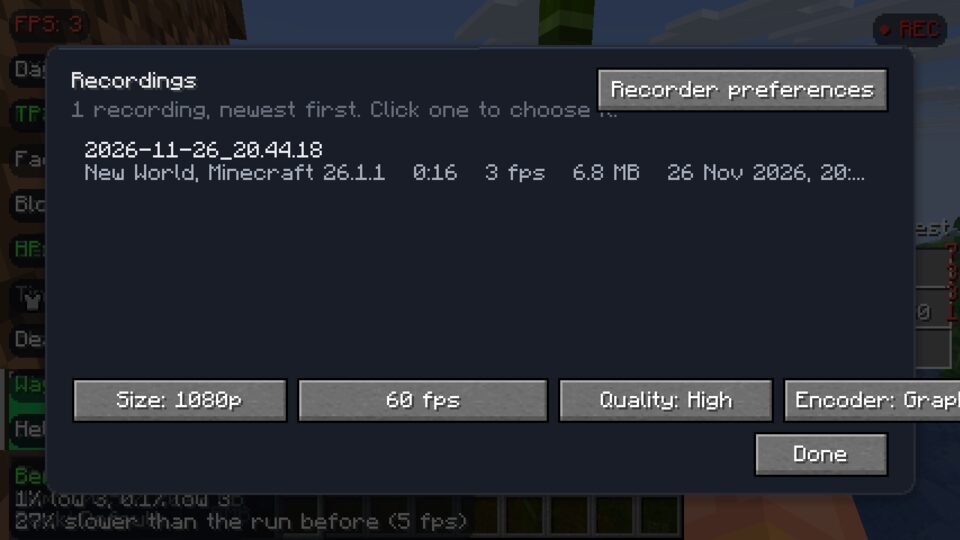 FPS: 3
● REC
Recordings
Recorder preferences
1 recording, newest first. Click one to choose
2026-11-26_20.44.18
New World, Minecraft 26.1.1 0:16 3 fps 6.8 MB 26 Nov 2026, 20:...
Size: 1080p
60 fps
Quality: High
Encoder: Grap
Done
1% low 3, 0.1% low 3
27% slower than the run before (5 fps)